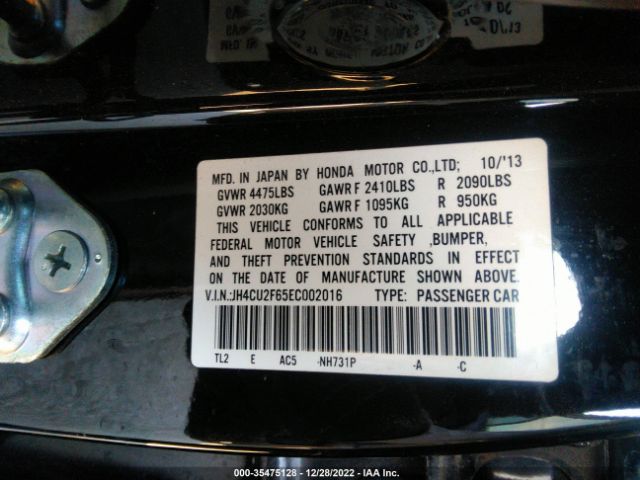 MFD. IN JAPAN BY HONDA MOTOR CO.,LTD; 10/'13
GVWR 4475LBS GAWR F 2410LBS R 2090LBS
GVWR 2030KG GAWR F 1095KG R 950KG
THIS VEHICLE CONFORMS TO ALL APPLICABLE
FEDERAL MOTOR VEHICLE SAFETY ,BUMPER,
AND THEFT PREVENTION STANDARDS IN EFFECT
ON THE DATE OF MANUFACTURE SHOWN ABOVE.
V.I.N.:JH4CU2F65EC002016 TYPE: PASSENGER CAR
TL2 E AC5 -NH731P -A -C
000-35475128 - 12/28/2022 - IAA Inc.